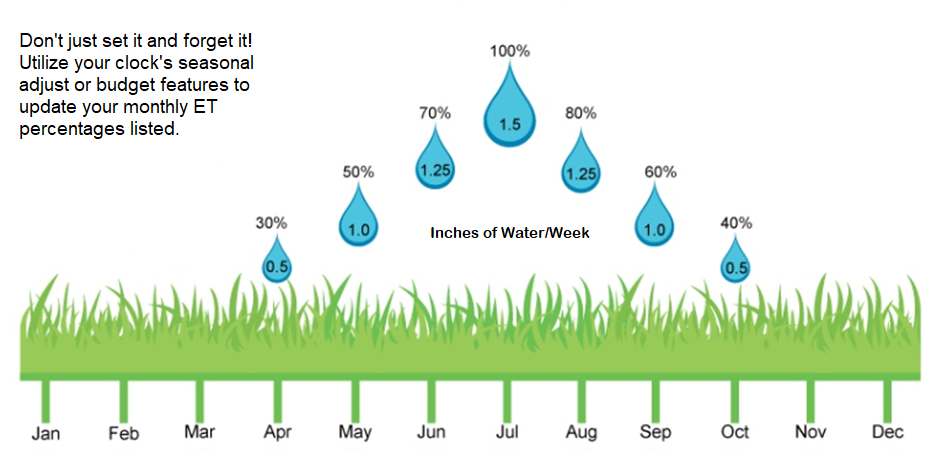 Don't just set it and forget it!
Utilize your clock's seasonal
adjust or budget features to
update your monthly ET
percentages listed.
100%
1.5
70%
1.25
80%
1.25
50%
1.0
60%
1.0
30%
0.5
Inches of Water/Week
40%
0.5
Jan Feb Mar Apr May Jun Jul Aug Sep Oct Nov Dec